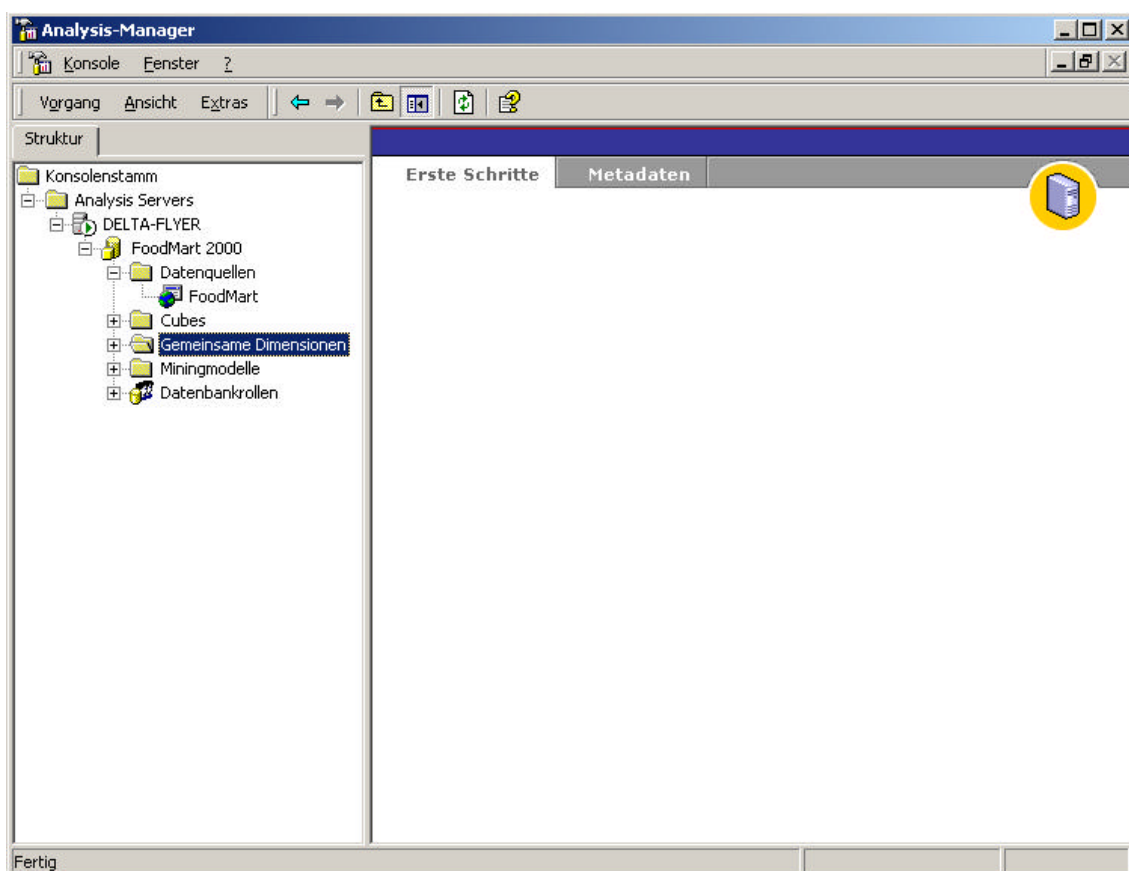 Analysis-Manager
Konsole Fenster ?
Vorgang Ansicht Extras
Struktur
Erste Schritte Metadaten
Konsolenstamm
Analysis Servers
DELTA-FLYER
FoodMart 2000
Datenquellen
FoodMart
Cubes
Gemeinsame Dimensionen
Miningmodelle
Datenbankrollen
Fertig